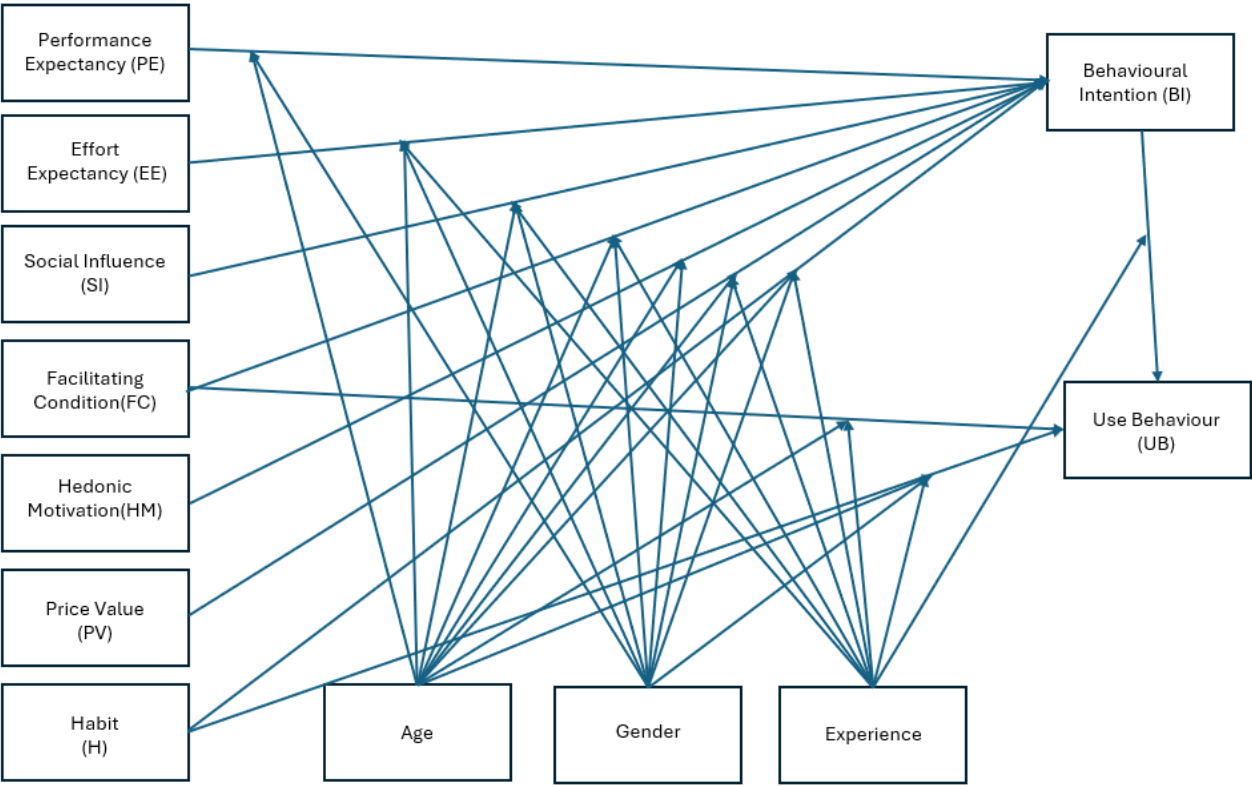 Performance
Expectancy (PE)
Effort
Expectancy (EE)
Social Influence
(SI)
Facilitating
Condition(FC)
Hedonic
Motivation(HM)
Price Value
(PV)
Habit
(H)
Age
Gender
Experience
Behavioural
Intention (BI)
Use Behaviour
(UB)